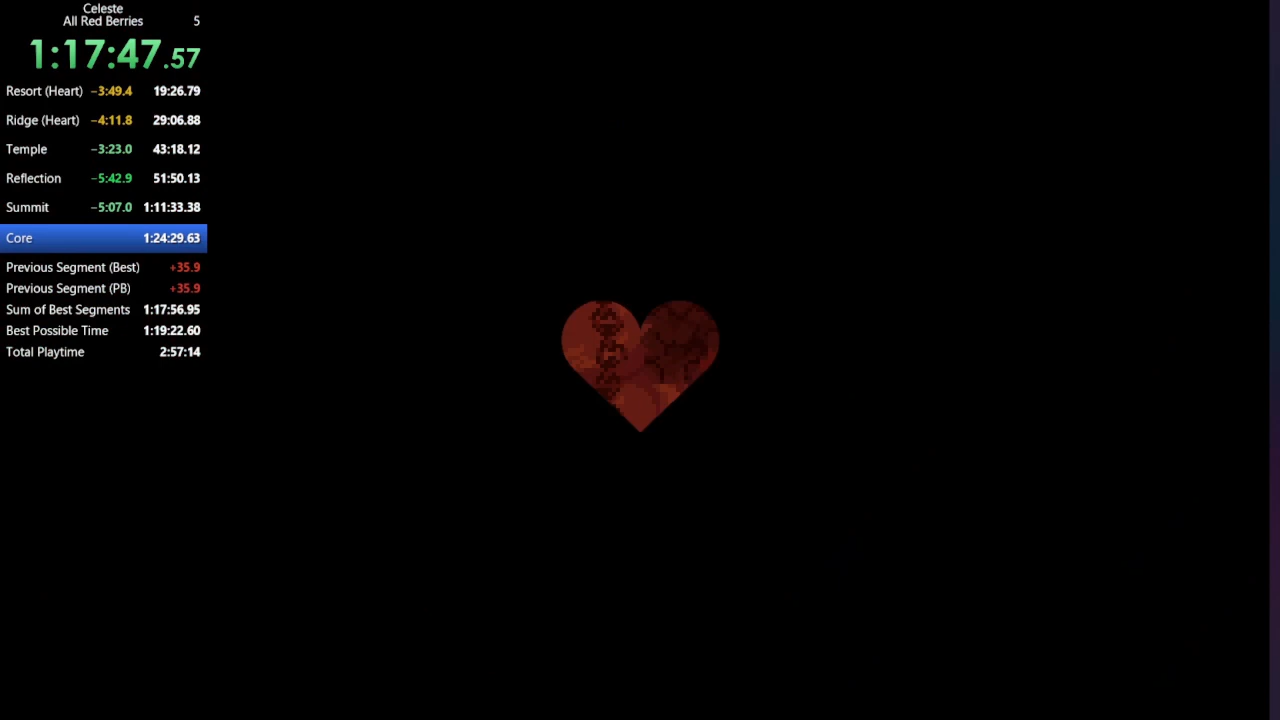 Celeste
All Red Berries 5
1:17:47.57
Resort (Heart) −3:49.4 19:26.79
Ridge (Heart) −4:11.8 29:06.88
Temple −3:23.0 43:18.12
Reflection −5:42.9 51:50.13
Summit −5:07.0 1:11:33.38
Core 1:24:29.63
Previous Segment (Best) +35.9
Previous Segment (PB) +35.9
Sum of Best Segments 1:17:56.95
Best Possible Time 1:19:22.60
Total Playtime 2:57:14